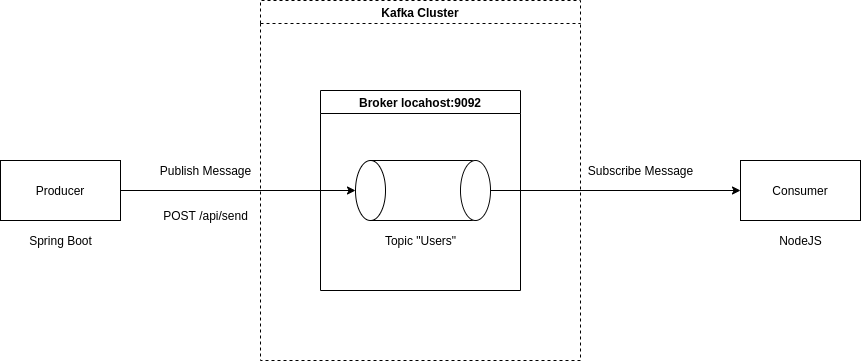 Kafka Cluster
Broker locahost:9092
Publish Message
Subscribe Message
Producer
Consumer
POST /api/send
Spring Boot
Topic "Users"
NodeJS